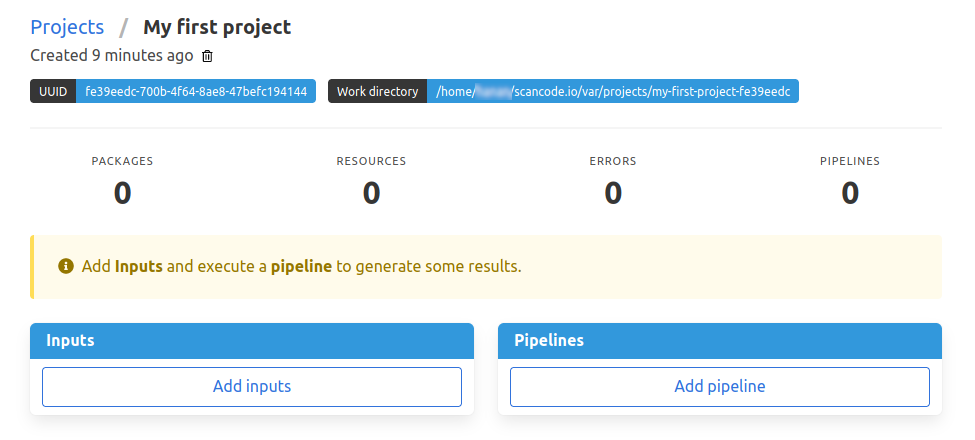 Projects / My first project
Created 9 minutes ago
UUID fe39eedc-700b-4f64-8ae8-47befc194144 Work directory /home/ /scancode.io/var/projects/my-first-project-fe39eedc
PACKAGES RESOURCES ERRORS PIPELINES
0 0 0 0
Add Inputs and execute a pipeline to generate some results.
Inputs Pipelines
Add inputs Add pipeline